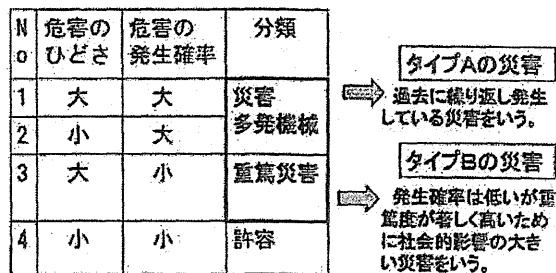 No 危害のひどさ 危害の発生確率 分類
1 大 大 災害多発機械
2 小 大
3 大 小 重篤災害
4 小 小 許容
タイプAの災害
過去に繰り返し発生
している災害をいう。
タイプBの災害
発生確率は低いが重
篤度が著しく高いため
に社会的影響の大き
い災害をいう。